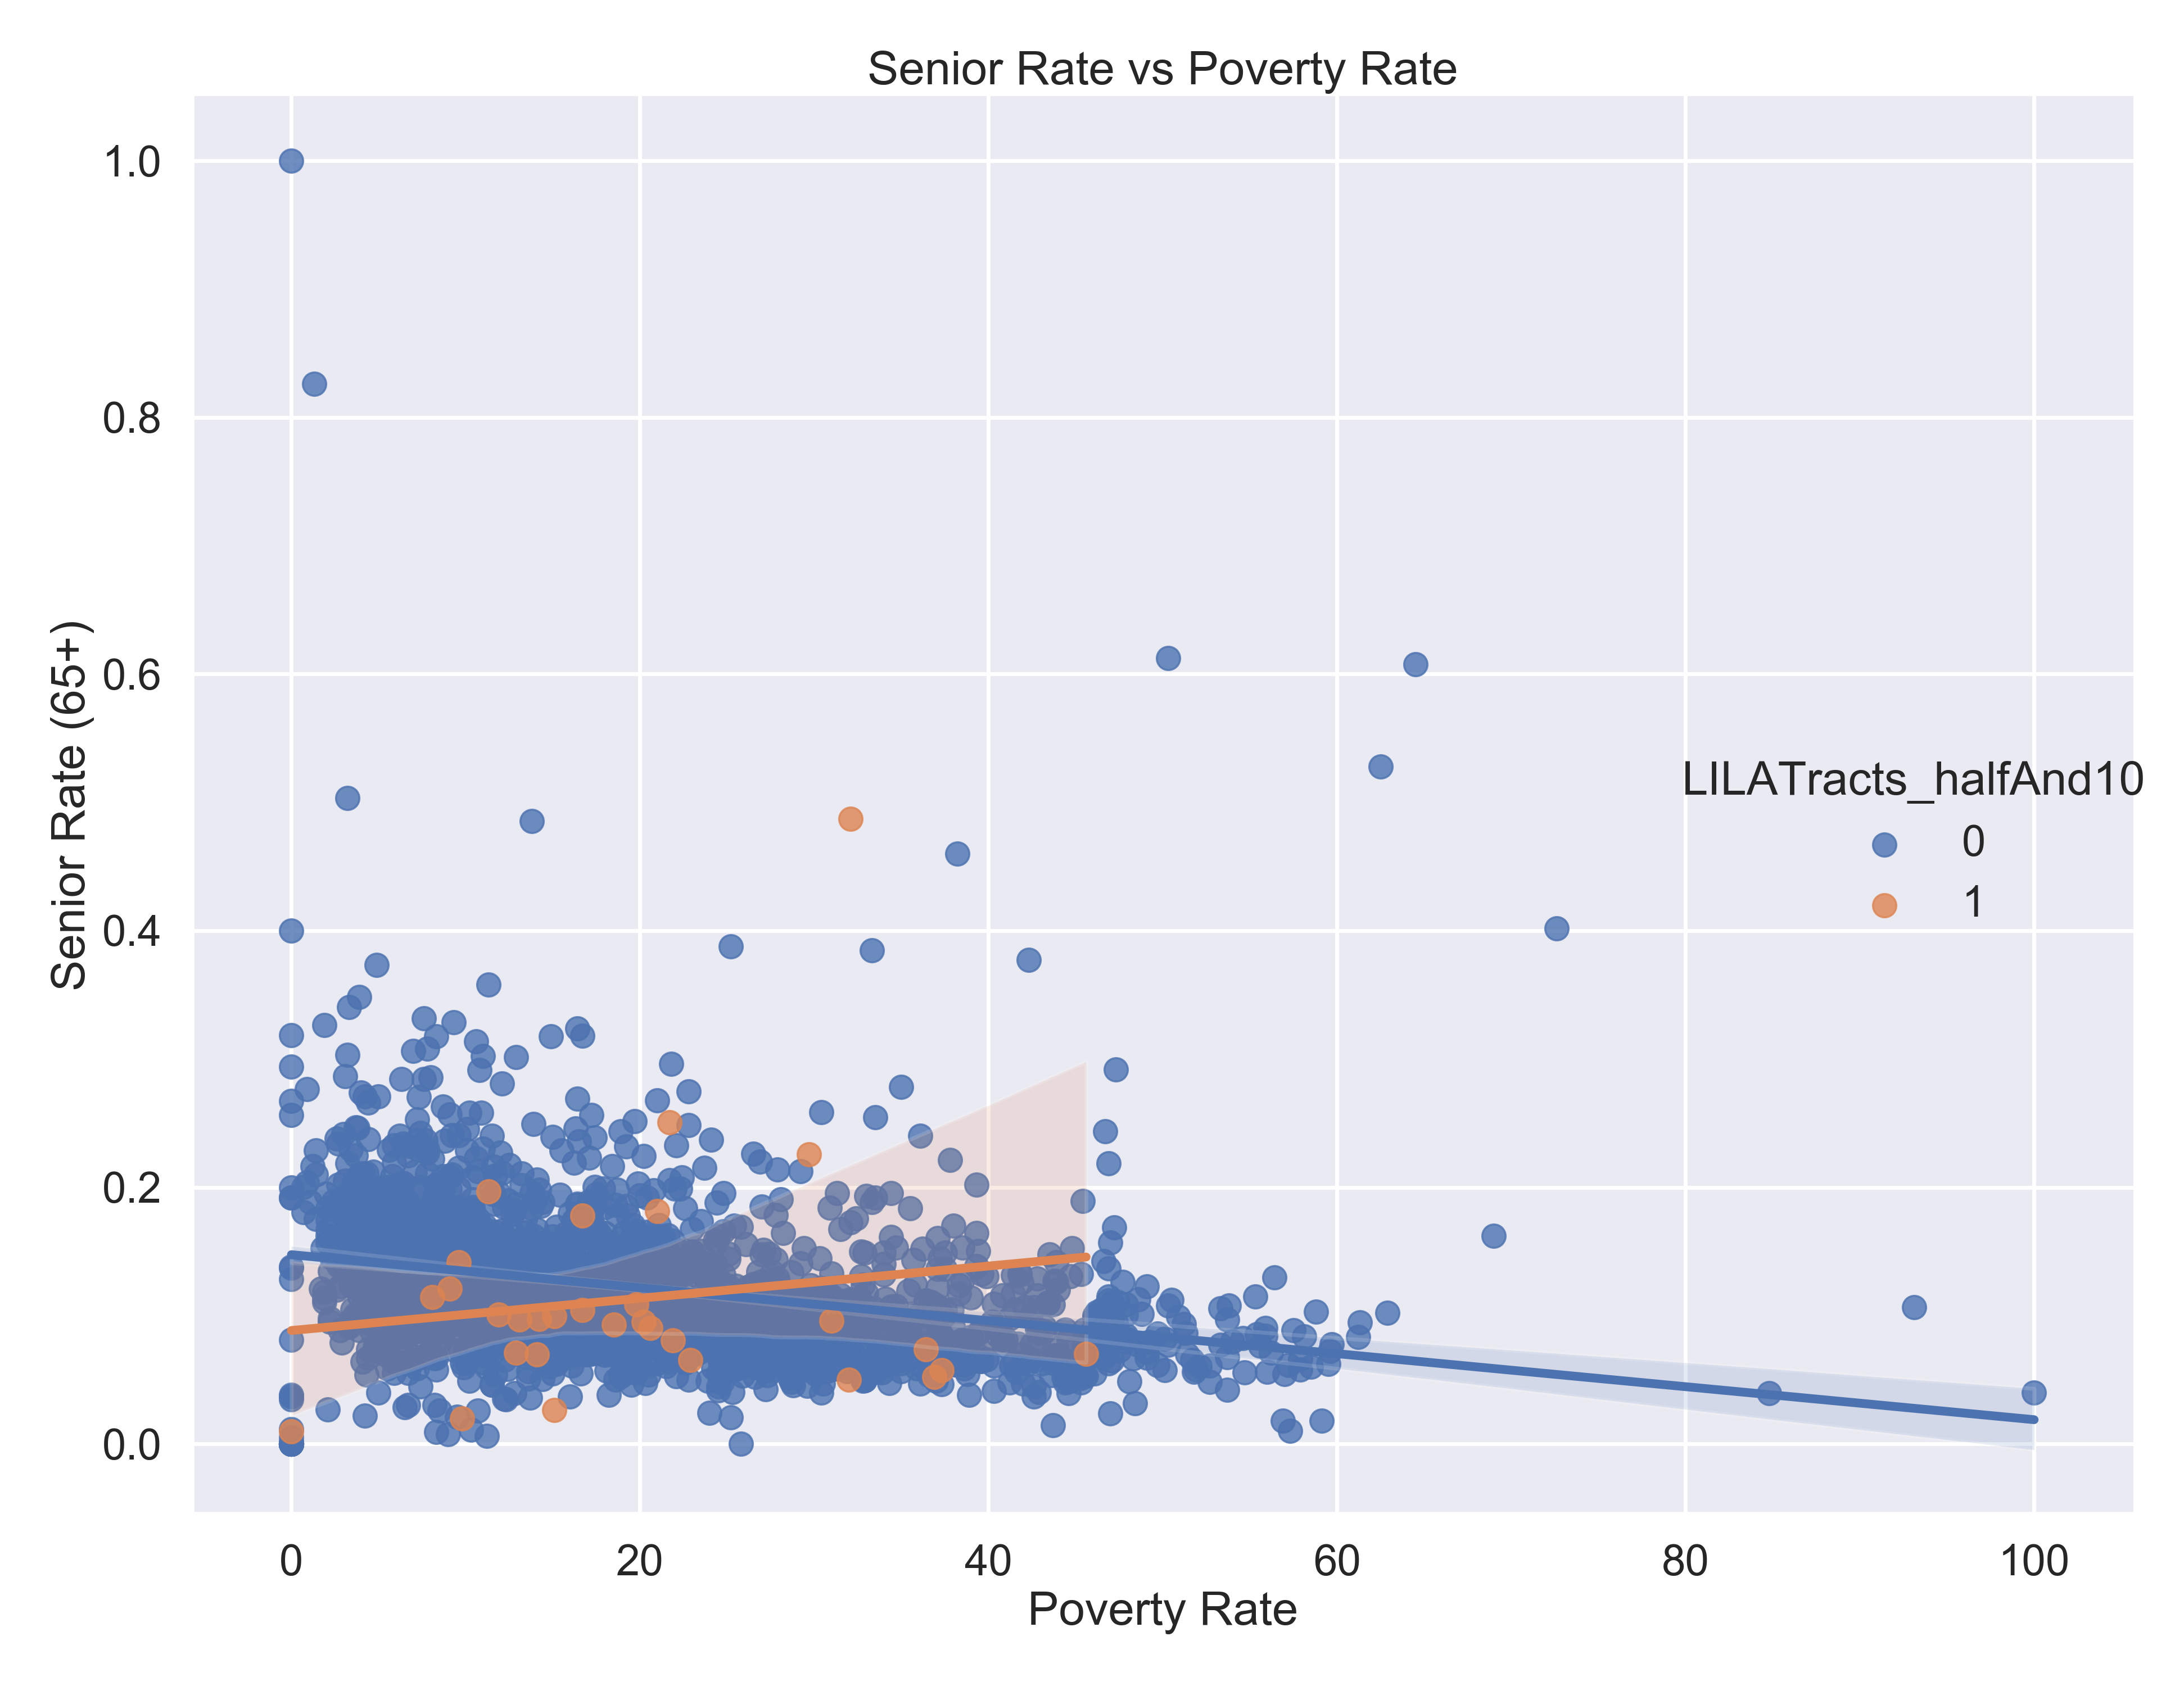 Senior Rate vs Poverty Rate
1.0
0.8
0.6
0.4
0.2
0.0
Senior Rate (65+)
LILATracts_halfAnd10
0
1
0 20 40 60 80 100
Poverty Rate